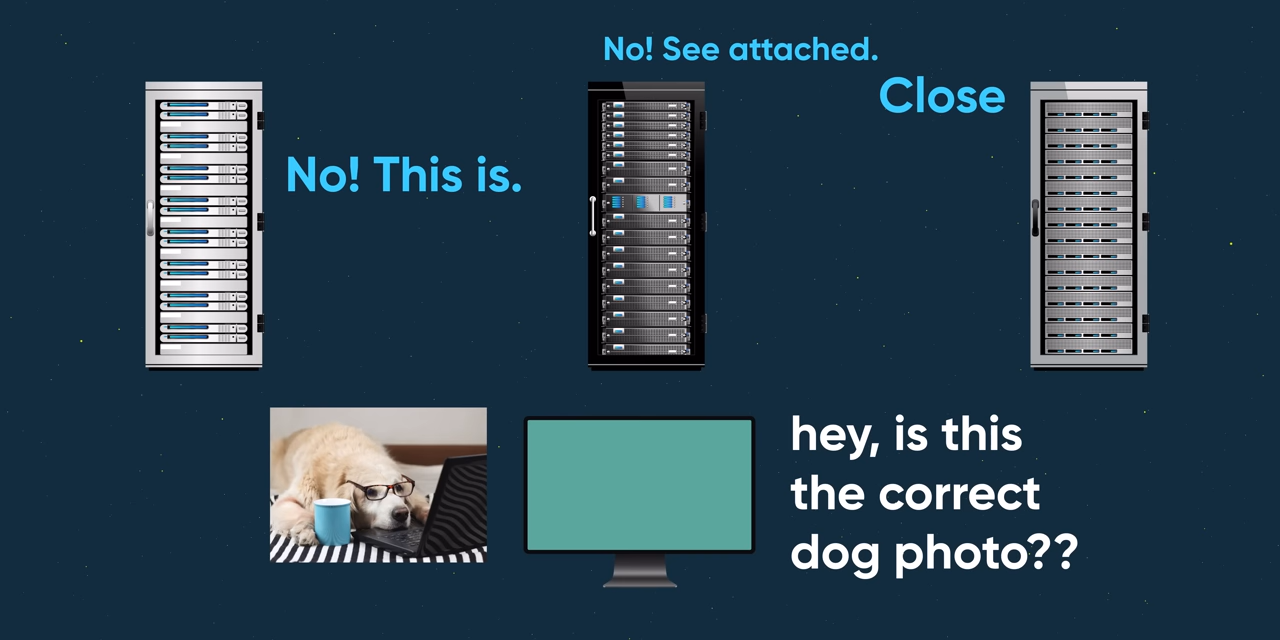 No! See attached.
Close
No! This is.
hey, is this
the correct
dog photo??